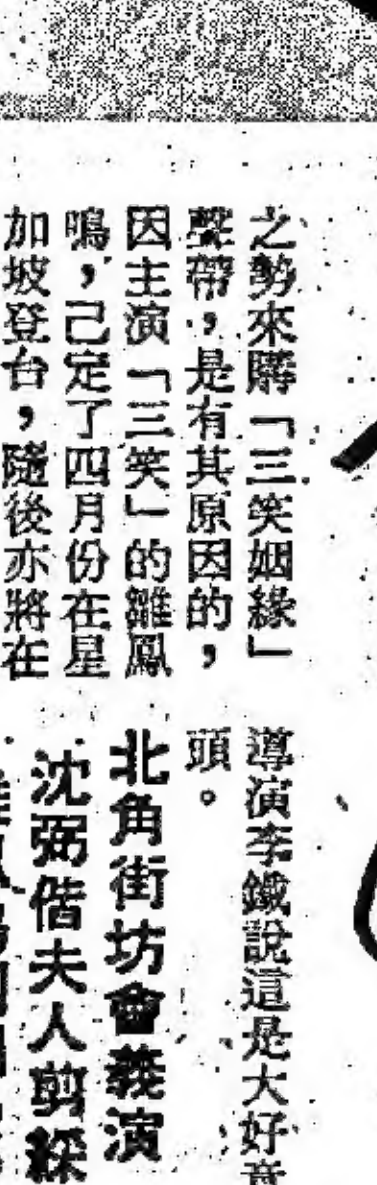 之勢來購「三笑姻緣」
聲帶，是有其原因的，
因主演「三笑」的雛鳳
鳴，己定了四月份在星
加坡登台，隨後亦將在
導演李鐵說這是大好意
頭。
北角街坊會義演
沈弼偕夫人剪綵